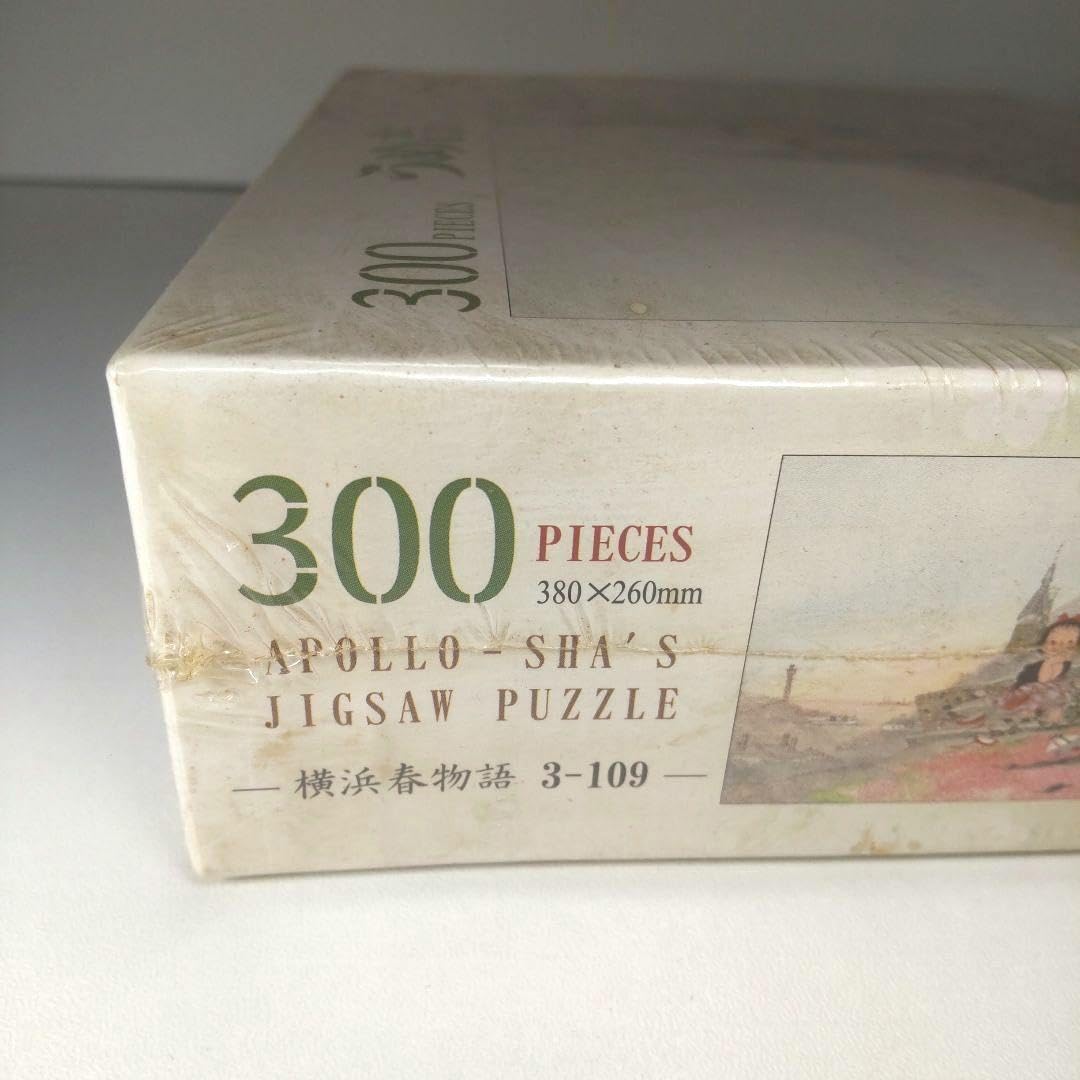 300 PIECES
300 PIECES
380×260mm
APOLLO-SHA'S
JIGSAW PUZZLE
— 横浜春物語 3-109 —